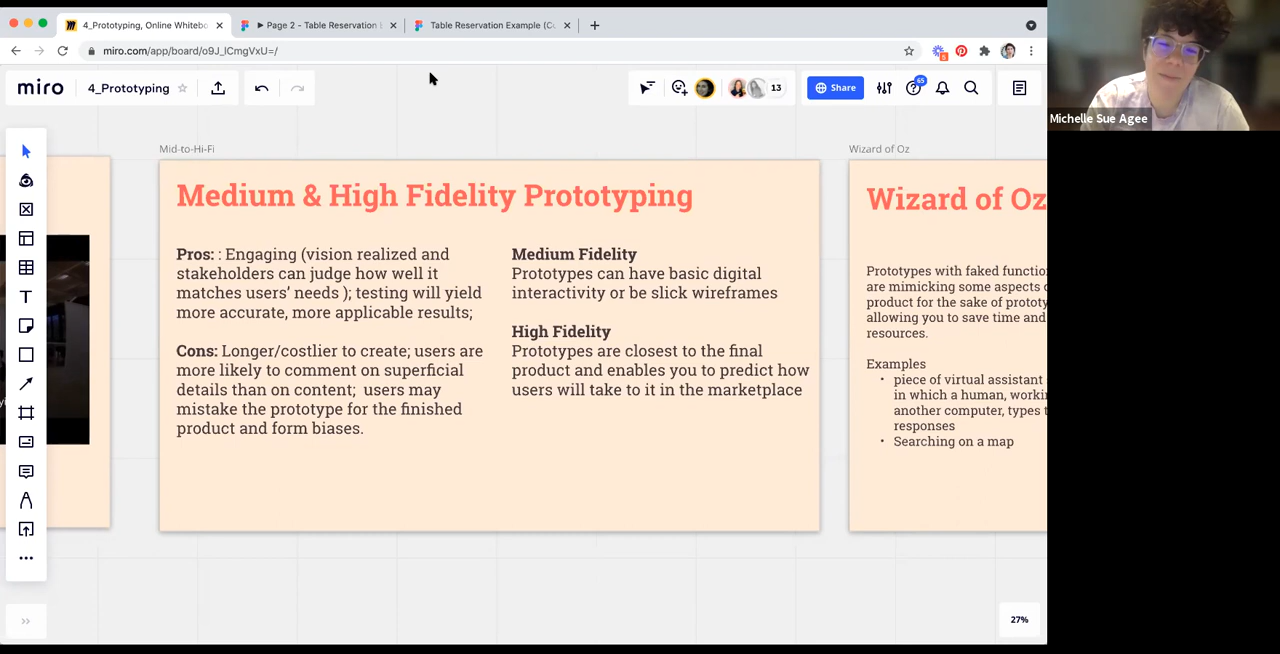 4_Prototyping, Online Whitebo
Page 2 - Table Reservation
Table Reservation Example (Co
miro.com/app/board/o9J_lCmgVxU=/
6
miro
4_Prototyping
13
Share
65
Michelle Sue Agee
Mid-to-Hi-Fi
Wizard of Oz
Medium & High Fidelity Prototyping
Pros: : Engaging (vision realized and
stakeholders can judge how well it
matches users' needs ); testing will yield
more accurate, more applicable results;
Cons: Longer/costlier to create; users are
more likely to comment on superficial
details than on content; users may
mistake the prototype for the finished
product and form biases.
Medium Fidelity
Prototypes can have basic digital
interactivity or be slick wireframes
High Fidelity
Prototypes are closest to the final
product and enables you to predict how
users will take to it in the marketplace
Wizard of Oz
Prototypes with faked functio
are mimicking some aspects o
product for the sake of prototy
allowing you to save time and
resources.
Examples
• piece of virtual assistant
in which a human, worki
another computer, types t
responses
• Searching on a map
27%